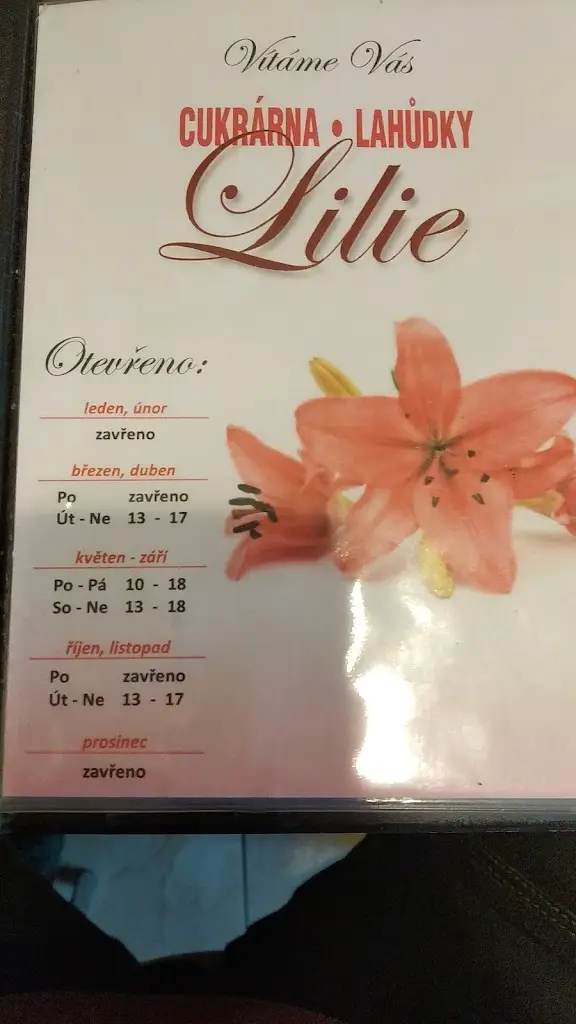 Vítáme Vás
CUKRÁRNA • LAHŮDKY
Lilie
Otevřeno:
leden, únor
zavřeno
březen, duben
Po zavřeno
Út - Ne 13 - 17
květen - září
Po - Pá 10 - 18
So - Ne 13 - 18
říjen, listopad
Po zavřeno
Út - Ne 13 - 17
prosinec
zavřeno